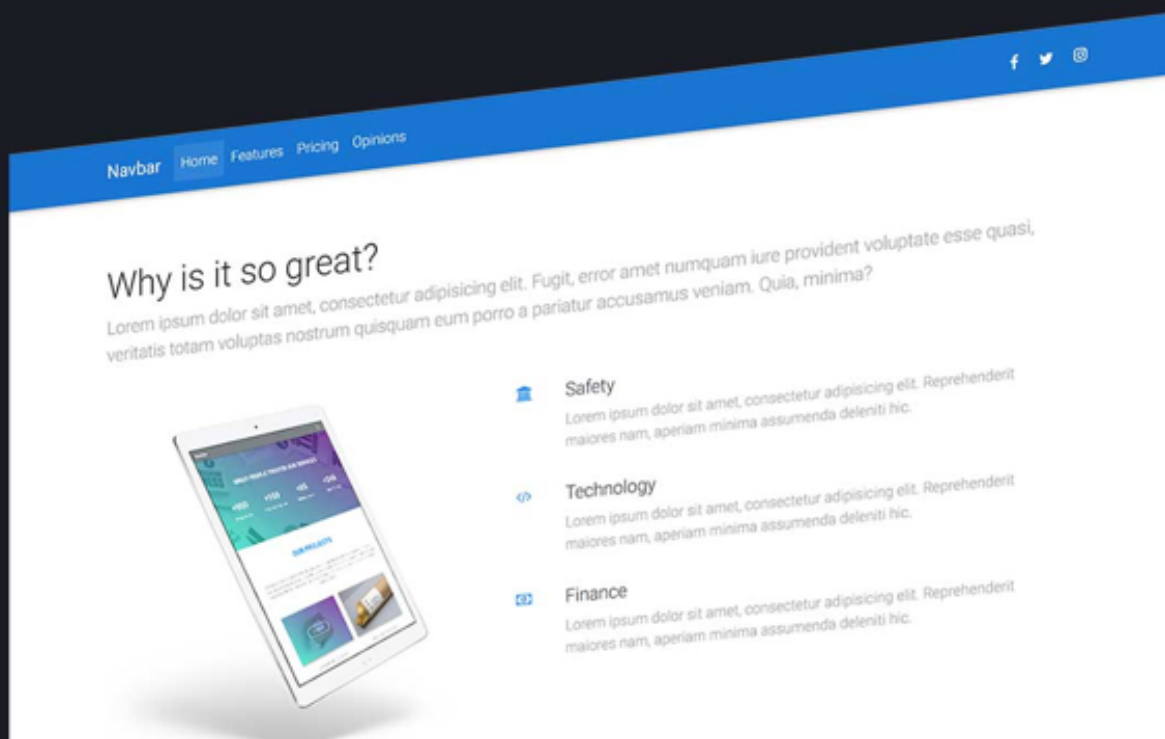 Navbar Home Features Pricing Opinions
Why is it so great?
Lorem ipsum dolor sit amet, consectetur adipisicing elit. Fugit, error amet numquam iure provident voluptate esse quasi,
veritatis totam voluptas nostrum quisquam eum porro a pariatur accusamus veniam. Quia, minima?
Safety
Lorem ipsum dolor sit amet, consectetur adipisicing elit. Reprehenderit
maiores nam, aperiam minima assumenda deleniti hic.
Technology
Lorem ipsum dolor sit amet, consectetur adipisicing elit. Reprehenderit
maiores nam, aperiam minima assumenda deleniti hic.
Finance
Lorem ipsum dolor sit amet, consectetur adipisicing elit. Reprehenderit
maiores nam, aperiam minima assumenda deleniti hic.
OUR PROJECTS